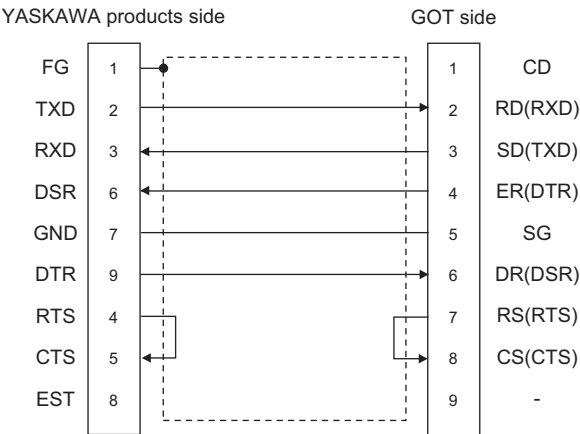 YASKAWA products side GOT side
FG 1 1 CD
TXD 2 2 RD(RXD)
RXD 3 3 SD(TXD)
DSR 6 4 ER(DTR)
GND 7 5 SG
DTR 9 6 DR(DSR)
RTS 4 7 RS(RTS)
CTS 5 8 CS(CTS)
EST 8 9 -